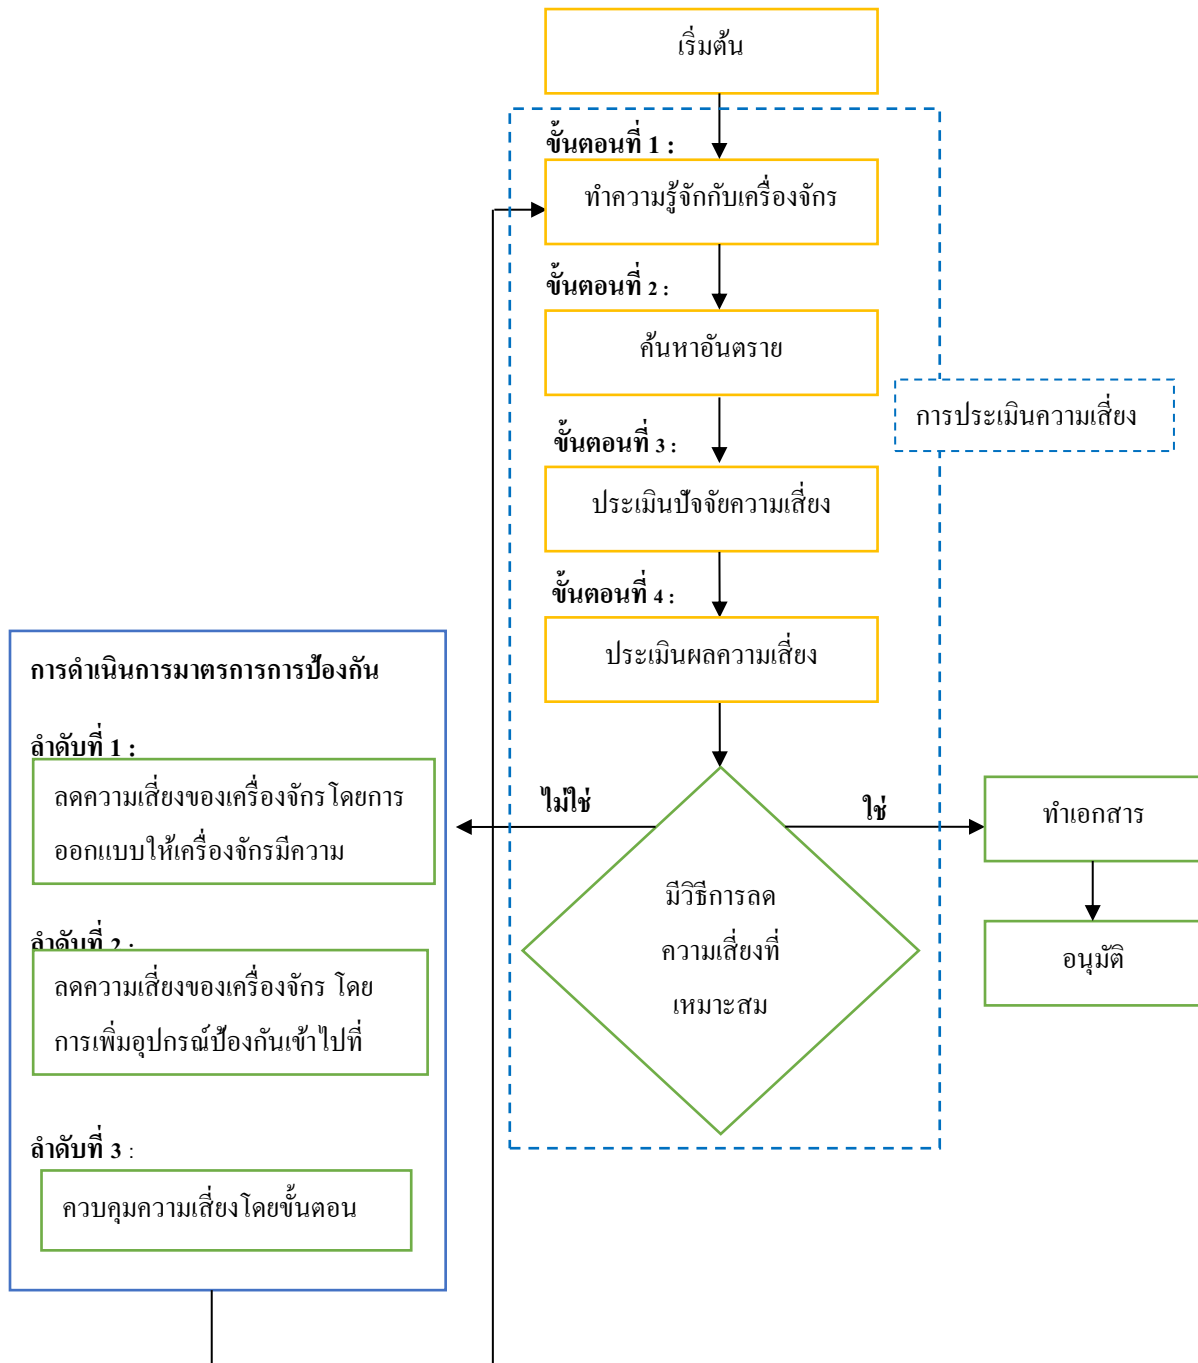 เริ่มต้น
ขั้นตอนที่ 1 :
ทำความรู้จักกับเครื่องจักร
ขั้นตอนที่ 2 :
ค้นหาอันตราย
การประเมินความเสี่ยง
ขั้นตอนที่ 3 :
ประเมินปัจจัยความเสี่ยง
ขั้นตอนที่ 4 :
ประเมินผลความเสี่ยง
การดำเนินการมาตรการการป้องกัน
ลำดับที่ 1 :
ลดความเสี่ยงของเครื่องจักรโดยการ
ออกแบบให้เครื่องจักรมีความ
ลำดับที่ 2 :
ลดความเสี่ยงของเครื่องจักร โดย
การเพิ่มอุปกรณ์ป้องกันเข้าไปที่
ลำดับที่ 3 :
ควบคุมความเสี่ยงโดยขั้นตอน
ไม่ใช่
ใช่
มีวิธีการลด
ความเสี่ยงที่
เหมาะสม
ทำเอกสาร
อนุมัติ